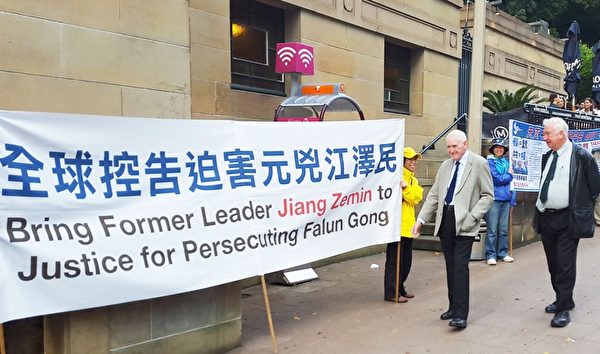 全球控告迫害元兇江澤民
Bring Former Leader Jiang Zemin to
Justice for Persecuting Falun Gong